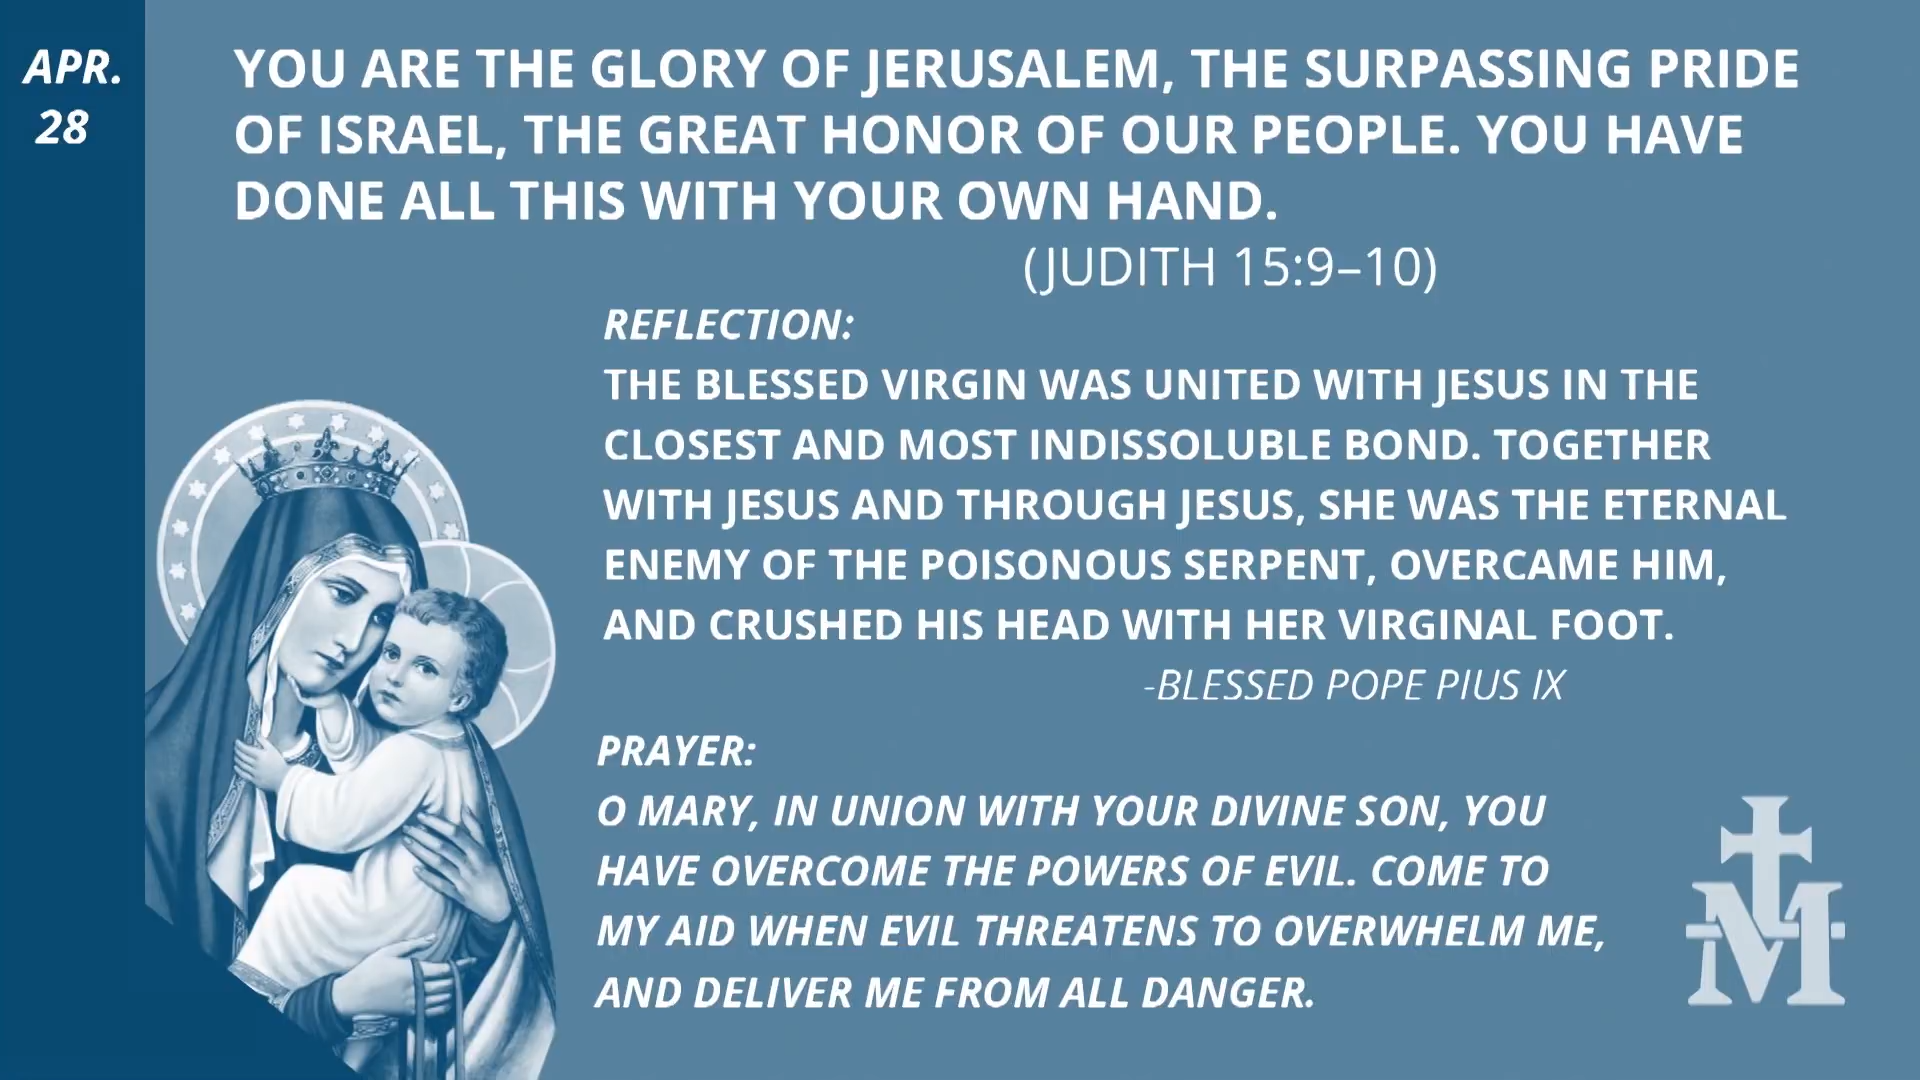 APR.
28
YOU ARE THE GLORY OF JERUSALEM, THE SURPASSING PRIDE
OF ISRAEL, THE GREAT HONOR OF OUR PEOPLE. YOU HAVE
DONE ALL THIS WITH YOUR OWN HAND.
(JUDITH 15:9–10)
REFLECTION:
THE BLESSED VIRGIN WAS UNITED WITH JESUS IN THE
CLOSEST AND MOST INDISSOLUBLE BOND. TOGETHER
WITH JESUS AND THROUGH JESUS, SHE WAS THE ETERNAL
ENEMY OF THE POISONOUS SERPENT, OVERCAME HIM,
AND CRUSHED HIS HEAD WITH HER VIRGINAL FOOT.
-BLESSED POPE PIUS IX
PRAYER:
O MARY, IN UNION WITH YOUR DIVINE SON, YOU
HAVE OVERCOME THE POWERS OF EVIL. COME TO
MY AID WHEN EVIL THREATENS TO OVERWHELM ME,
AND DELIVER ME FROM ALL DANGER.
M